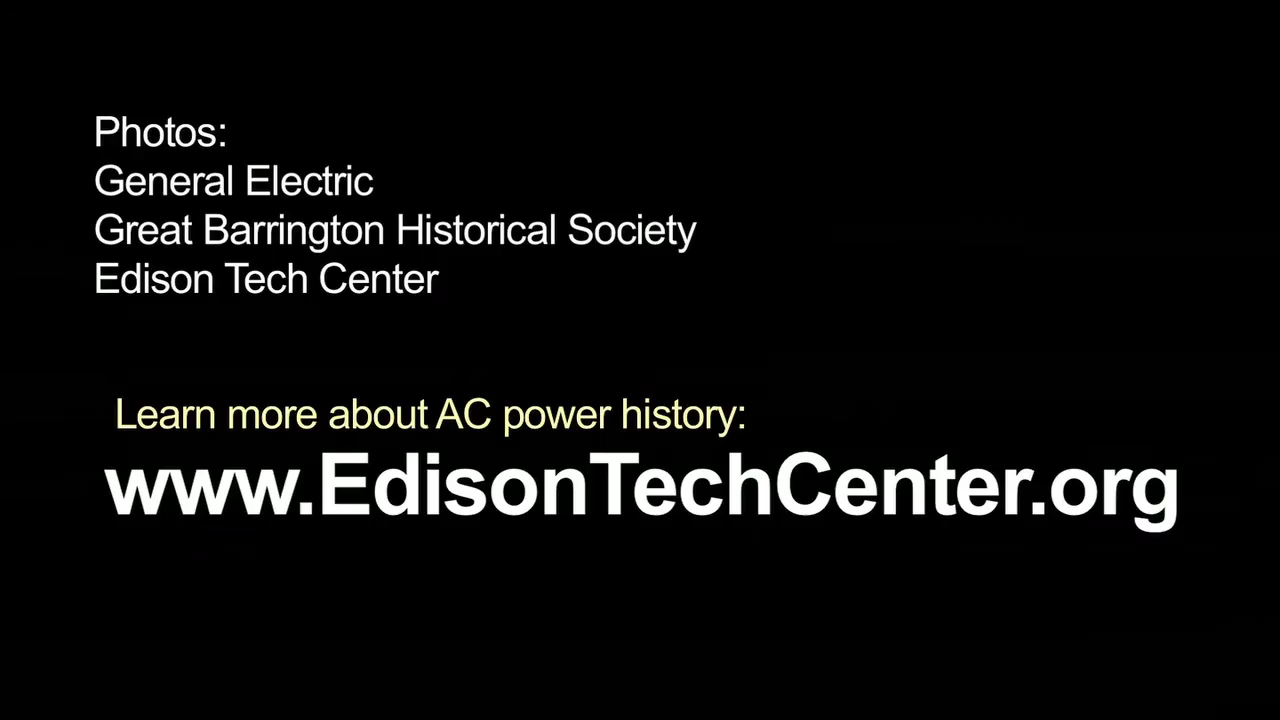 Photos:
General Electric
Great Barrington Historical Society
Edison Tech Center
Learn more about AC power history:
www.EdisonTechCenter.org